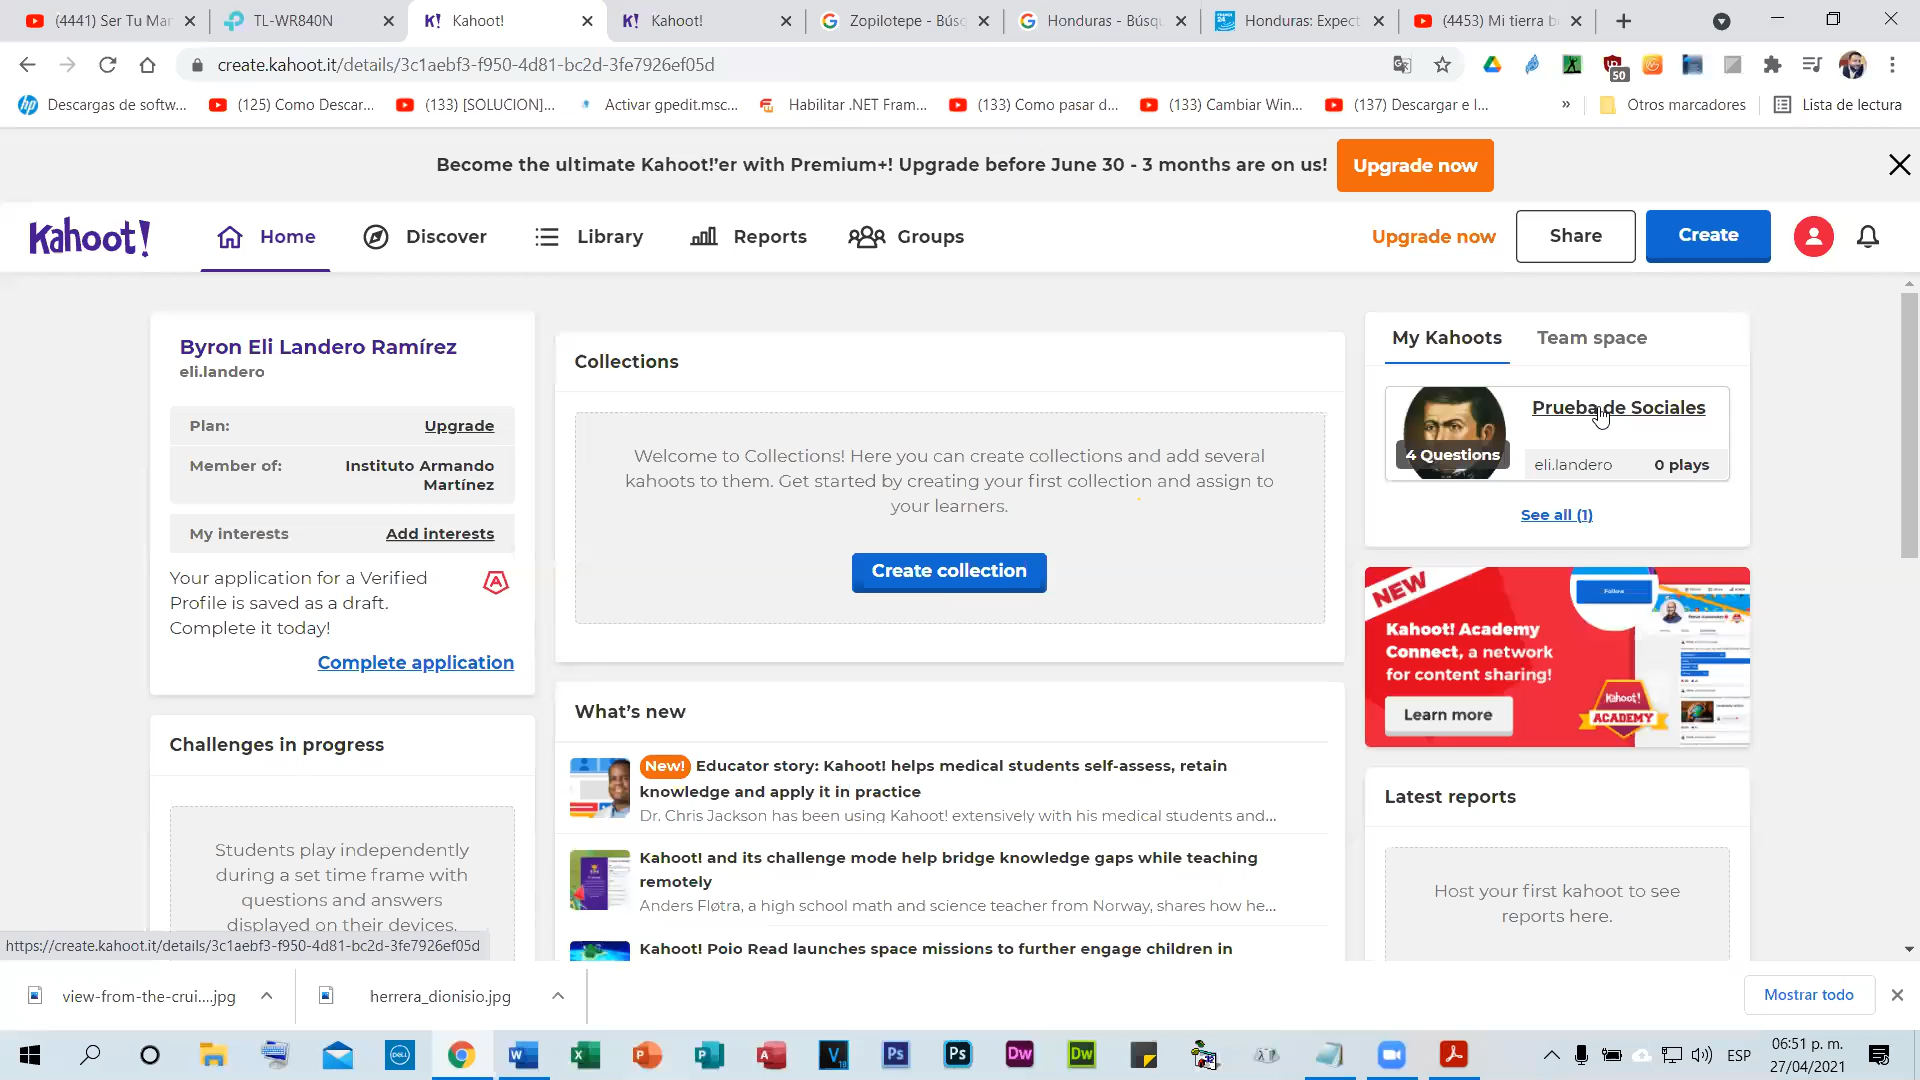 (4441) Ser Tu Mar
TL-WR840N
Kahoot!
Kahoot!
Zopilotepe - Búsq
Honduras - Búsqu
Honduras: Expect
(4453) Mi tierra b
create.kahoot.it/details/3c1aebf3-f950-4d81-bc2d-3fe7926ef05d
50
Descargas de softw...
(125) Como Descar...
(133) [SOLUCION]...
Activar gpedit.msc...
Habilitar .NET Fram...
(133) Como pasar d...
(133) Cambiar Win...
(137) Descargar e I...
»
Otros marcadores
Lista de lectura
Become the ultimate Kahoot!'er with Premium+! Upgrade before June 30 - 3 months are on us!
Upgrade now
Kahoot!
Home
Discover
Library
Reports
Groups
Upgrade now
Share
Create
Byron Eli Landero Ramírez
eli.landero
Plan:
Upgrade
Member of:
Instituto Armando
Martínez
My interests
Add interests
Your application for a Verified
Profile is saved as a draft.
Complete it today!
Complete application
Challenges in progress
Students play independently
during a set time frame with
questions and answers
displayed on their devices.
Collections
Welcome to Collections! Here you can create collections and add several
kahoots to them. Get started by creating your first collection and assign to
your learners.
Create collection
What's new
New! Educator story: Kahoot! helps medical students self-assess, retain
knowledge and apply it in practice
Dr. Chris Jackson has been using Kahoot! extensively with his medical students and...
Kahoot! and its challenge mode help bridge knowledge gaps while teaching
remotely
Anders Fløtra, a high school math and science teacher from Norway, shares how he...
Kahoot! Poio Read launches space missions to further engage children in
My Kahoots
Team space
Prueba de Sociales
4 Questions
eli.landero
0 plays
See all (1)
NEW
Kahoot! Academy
Connect, a network
for content sharing!
Learn more
Follow
Kahoot!
ACADEMY
Latest reports
Host your first kahoot to see
reports here.
https://create.kahoot.it/details/3c1aebf3-f950-4d81-bc2d-3fe7926ef05d
view-from-the-crui....jpg
herrera_dionisio.jpg
Mostrar todo
ESP
06:51 p. m.
27/04/2021